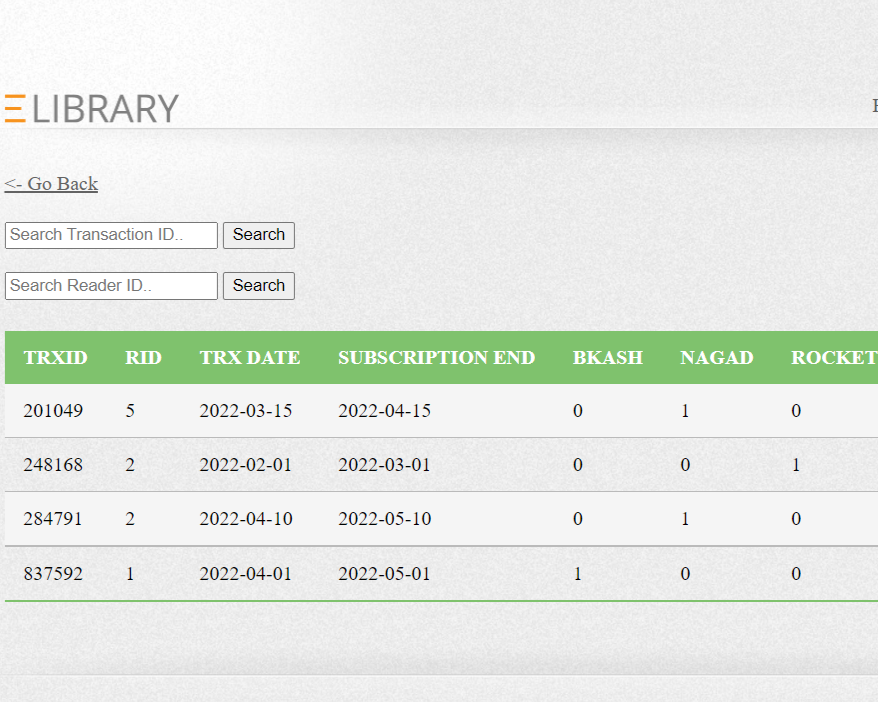 ELIBRARY
<- Go Back
Search Transaction ID.. Search
Search Reader ID.. Search
TRXID RID TRX DATE SUBSCRIPTION END BKASH NAGAD ROCKET
201049 5 2022-03-15 2022-04-15 0 1 0
248168 2 2022-02-01 2022-03-01 0 0 1
284791 2 2022-04-10 2022-05-10 0 1 0
837592 1 2022-04-01 2022-05-01 1 0 0